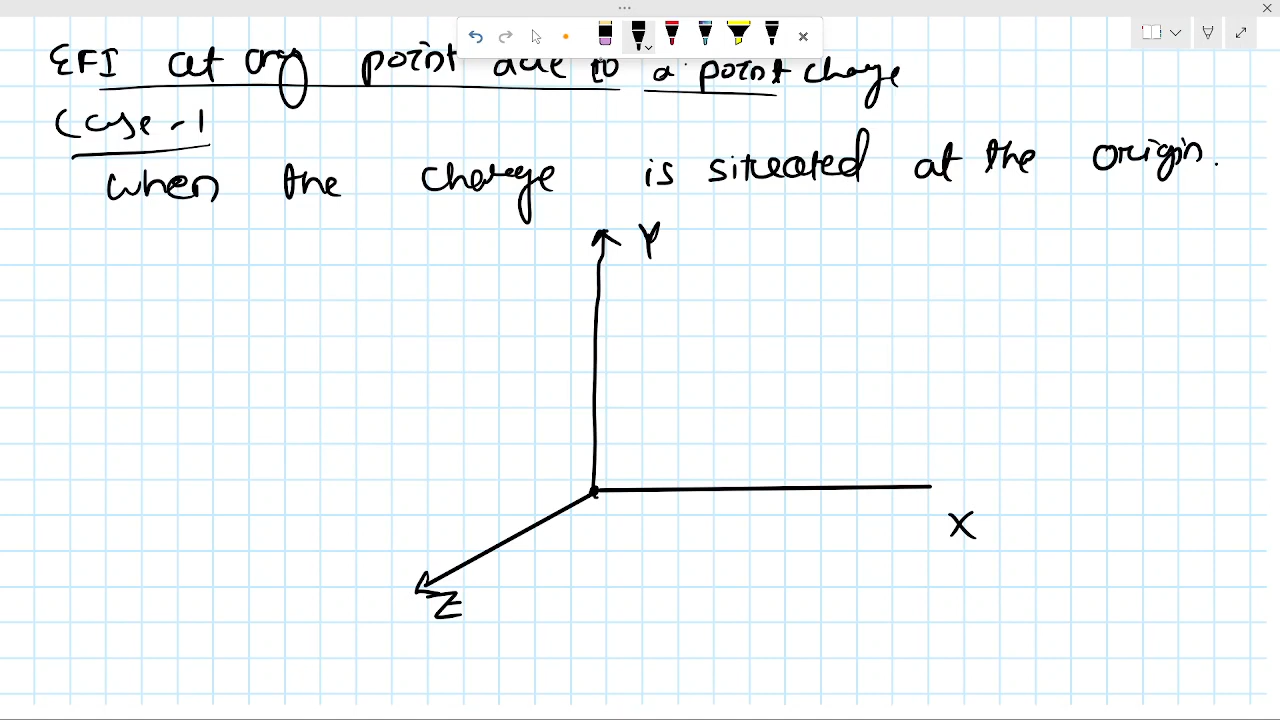 EFI at any point due to a point charge
Case-1
when the charge is situated at the origin.
Y
X
Z